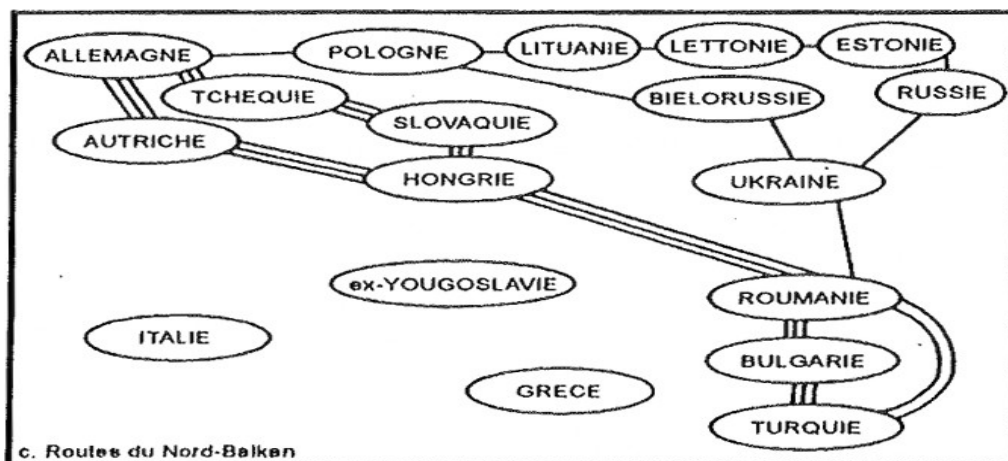 ALLEMAGNE
POLOGNE
LITUANIE
LETTONIE
ESTONIE
TCHEQUIE
BIELORUSSIE
RUSSIE
SLOVAQUIE
AUTRICHE
HONGRIE
UKRAINE
ex-YOUGOSLAVIE
ROUMANIE
ITALIE
BULGARIE
GRECE
TURQUIE
c. Routes du Nord-Balkan